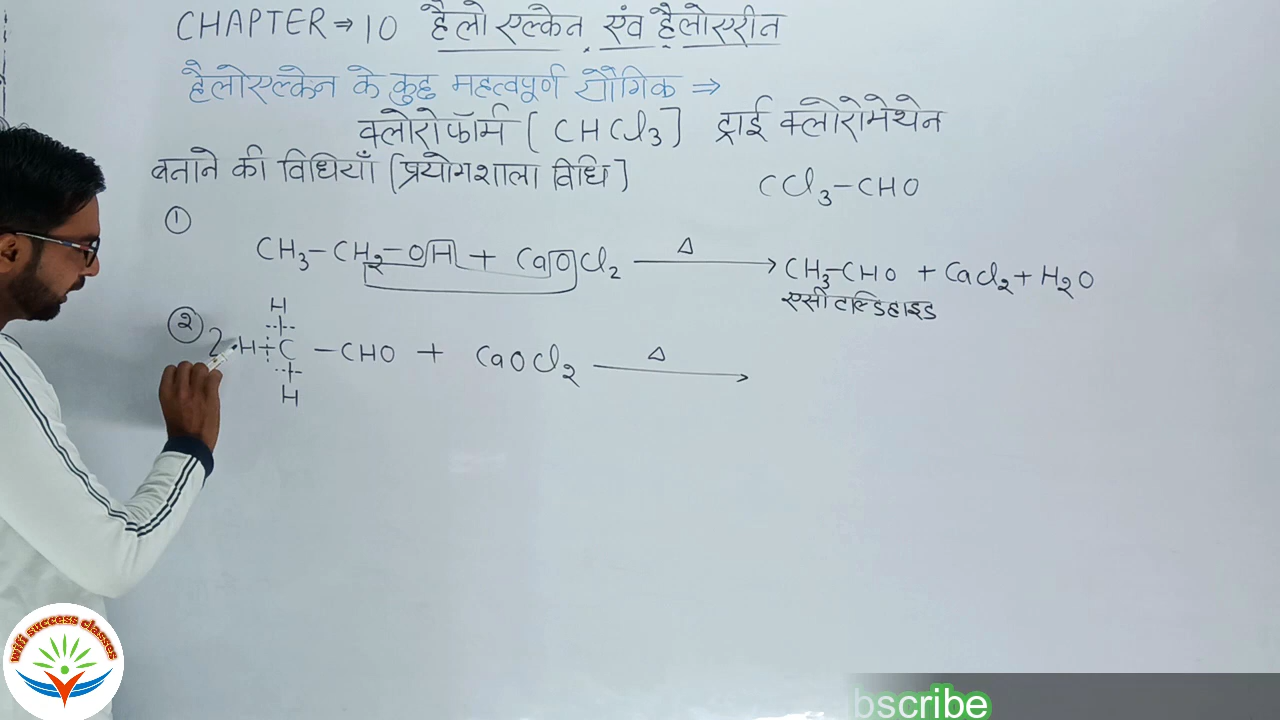 CHAPTER ⇒ 10 हैलो एल्केन एंव हैलोएरीन
हैलोएल्केन के कुछ महत्वपूर्ण यौगिक ⇒
क्लोरोफॉर्म [CHCl3] ट्राई क्लोरोमेथेन
बनाने की विधियाँ [प्रयोगशाला विधि]
CCl3-CHO
①
CH3-CH2-OH + CaOCl2 Δ → CH3-CHO + CaCl2 + H2O
एसीटल्डिहाइड
②
H
2 H-C-CHO + CaOCl2 Δ →
H
wifi success classes
bscribe